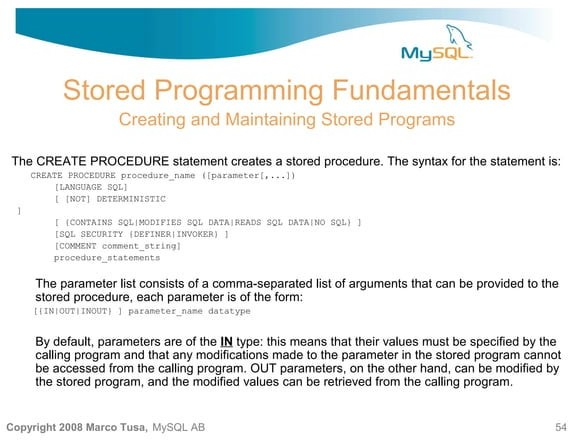 MySQL
Stored Programming Fundamentals
Creating and Maintaining Stored Programs
The CREATE PROCEDURE statement creates a stored procedure. The syntax for the statement is:
CREATE PROCEDURE procedure_name ([parameter[,...])
[LANGUAGE SQL]
[ [NOT] DETERMINISTIC
]
[ {CONTAINS SQL|MODIFIES SQL DATA|READS SQL DATA|NO SQL} ]
[SQL SECURITY {DEFINER|INVOKER} ]
[COMMENT comment_string]
procedure_statements
The parameter list consists of a comma-separated list of arguments that can be provided to the
stored procedure, each parameter is of the form:
[{IN|OUT|INOUT} ] parameter_name datatype
By default, parameters are of the IN type: this means that their values must be specified by the
calling program and that any modifications made to the parameter in the stored program cannot
be accessed from the calling program. OUT parameters, on the other hand, can be modified by
the stored program, and the modified values can be retrieved from the calling program.
Copyright 2008 Marco Tusa, MySQL AB
54